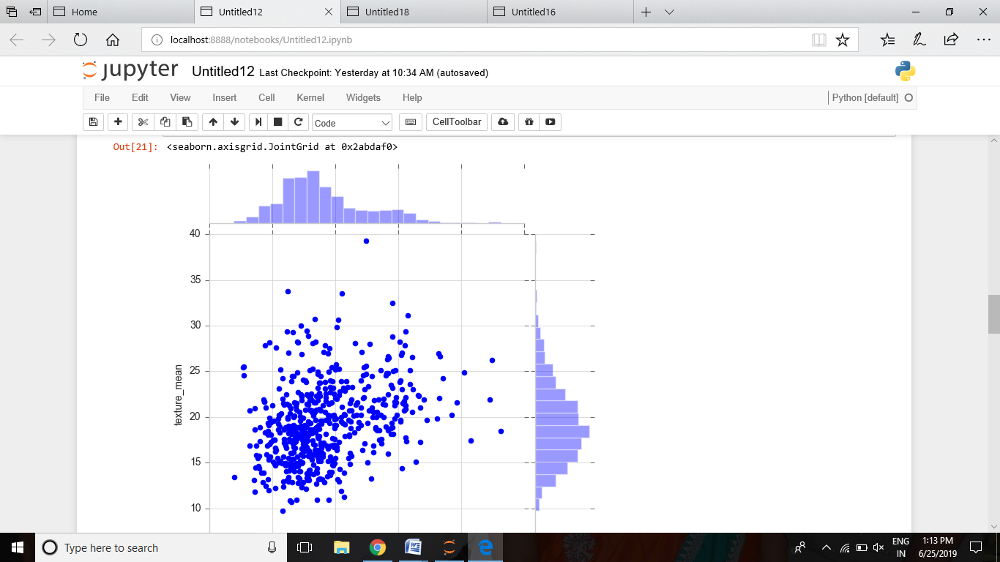 Home
Untitled12
Untitled18
Untitled16
localhost:8888/notebooks/Untitled12.ipynb
jupyter Untitled12 Last Checkpoint: Yesterday at 10:34 AM (autosaved)
File Edit View Insert Cell Kernel Widgets Help Python [default]
Code CellToolbar
Out[21]: <seaborn.axisgrid.JointGrid at 0x2abdaf0>
40
35
30
25
texture_mean
20
15
10
Type here to search
ENG 1:13 PM
IN 6/25/2019